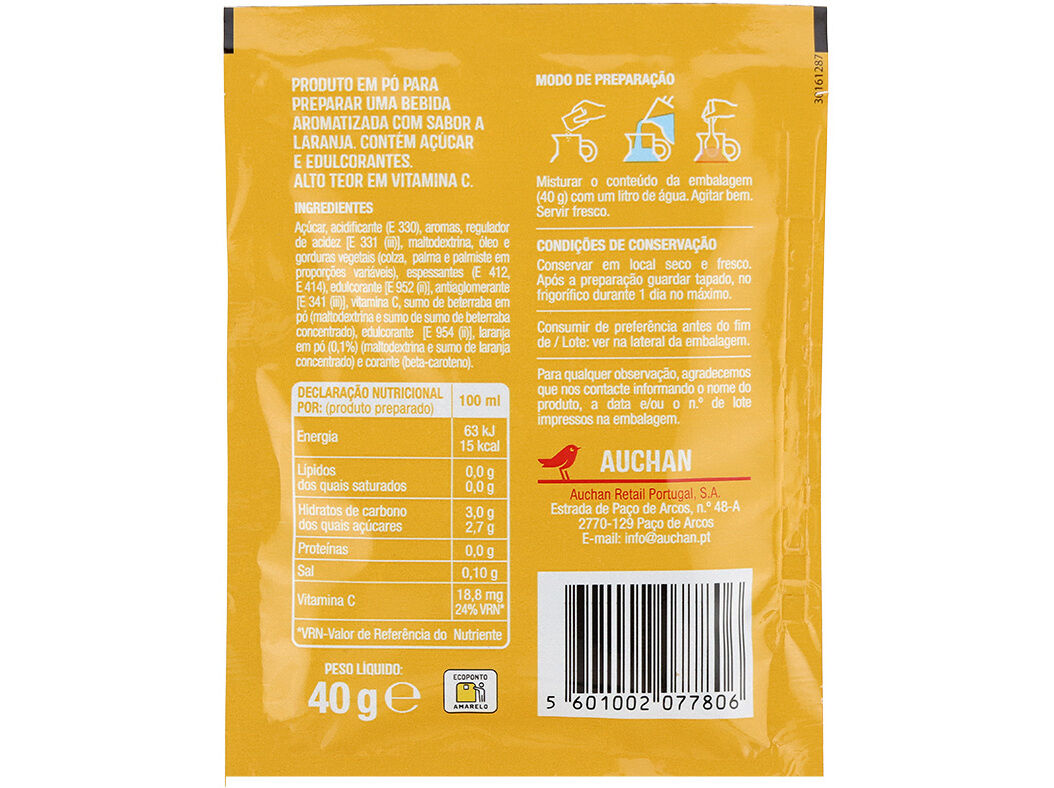 PRODUTO EM PÓ PARA
PREPARAR UMA BEBIDA
AROMATIZADA COM SABOR A
LARANJA. CONTÉM AÇÚCAR
E EDULCORANTES.
ALTO TEOR EM VITAMINA C.
INGREDIENTES
Açúcar, acidificante (E 330), aromas, regulador
de acidez [E 331 (iii)], maltodextrina, óleo e
gorduras vegetais (colza, palma e palmiste em
proporções variáveis), espessantes (E 412,
E 414), edulcorante [E 952 (ii)], antiaglomerante
[E 341 (iii)], vitamina C, sumo de beterraba em
pó (maltodextrina e sumo de sumo de beterraba
concentrado), edulcorante [E 954 (ii)], laranja
em pó (0,1%) (maltodextrina e sumo de laranja
concentrado) e corante (beta-caroteno).
DECLARAÇÃO NUTRICIONAL
POR: (produto preparado) 100 ml
Energia 63 kJ
15 kcal
Lípidos 0,0 g
dos quais saturados 0,0 g
Hidratos de carbono 3,0 g
dos quais açúcares 2,7 g
Proteínas 0,0 g
Sal 0,10 g
Vitamina C 18,8 mg
24% VRN*
*VRN-Valor de Referência do Nutriente
PESO LÍQUIDO:
40 g ℮
ECOPONTO
AMARELO
MODO DE PREPARAÇÃO
Misturar o conteúdo da embalagem
(40 g) com um litro de água. Agitar bem.
Servir fresco.
CONDIÇÕES DE CONSERVAÇÃO
Conservar em local seco e fresco.
Após a preparação guardar tapado, no
frigorífico durante 1 dia no máximo.
Consumir de preferência antes do fim
de / Lote: ver na lateral da embalagem.
Para qualquer observação, agradecemos
que nos contacte informando o nome do
produto, a data e/ou o n.º de lote
impressos na embalagem.
AUCHAN
Auchan Retail Portugal, S.A.
Estrada de Paço de Arcos, n.º 48-A
2770-129 Paço de Arcos
E-mail: info@auchan.pt
5 601002 077806
30161287